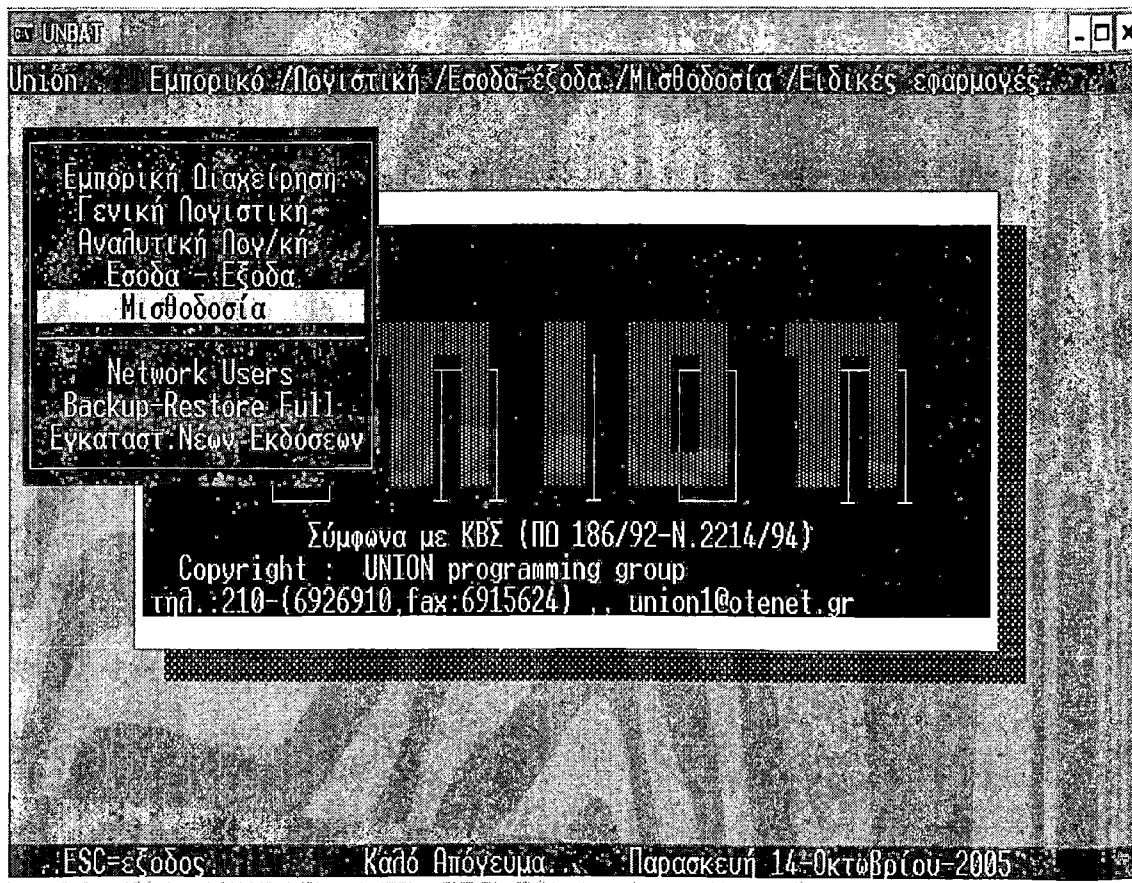 UNBAT
Union Εμπορικό /Λογιστική /Εσοδα-έξοδα /Μισθοδοσία /Ειδικές εφαρμογές
Εμπορική Διαχείρηση
Γενική Λογιστική
Αναλυτική Λογ/κή
Εσοδα - Εξοδα
Μισθοδοσία
Network Users
Backup-Restore Full
Εγκαταστ.Νέων Εκδόσεων
Σύμφωνα με ΚΒΣ (ΠΔ 186/92-Ν.2214/94)
Copyright : UNION programming group
τηλ.:210-(6926910,fax:6915624) .. union1@otenet.gr
ESC=έξοδος Καλό Απόγευμα Παρασκευή 14-Οκτωβρίου-2005